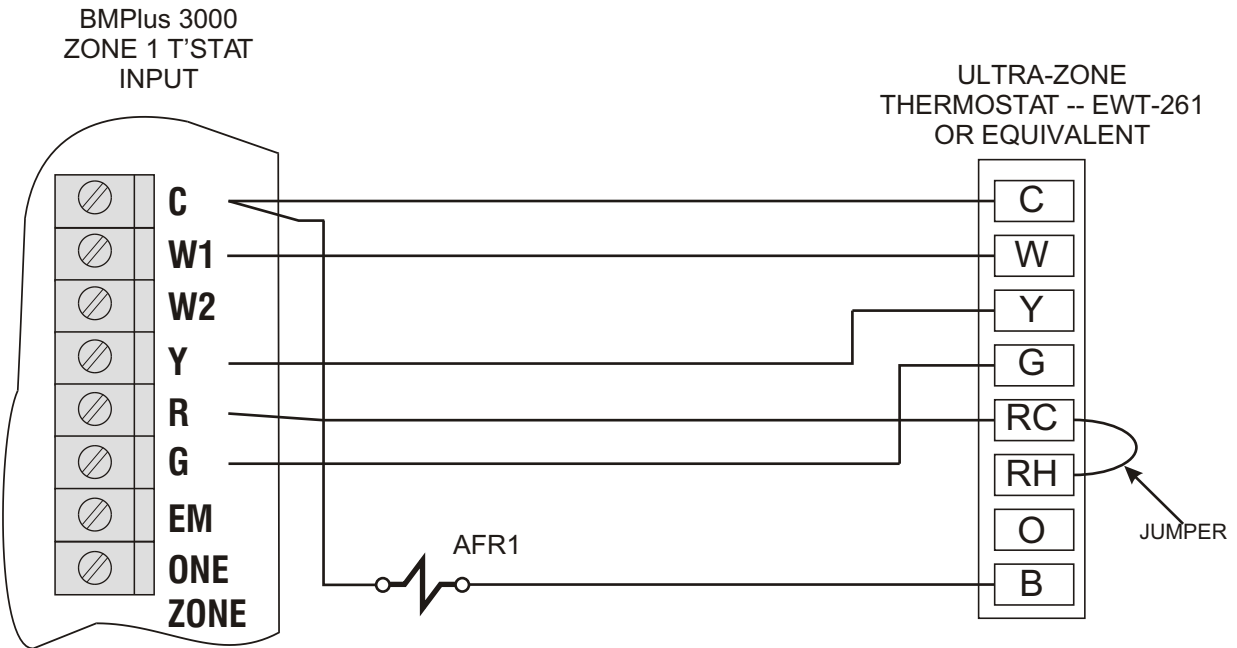 BMPlus 3000
ZONE 1 T'STAT
INPUT
ULTRA-ZONE
THERMOSTAT -- EWT-261
OR EQUIVALENT
C
W1
W2
Y
R
G
EM
ONE
ZONE
AFR1
C
W
Y
G
RC
RH
O
B
JUMPER